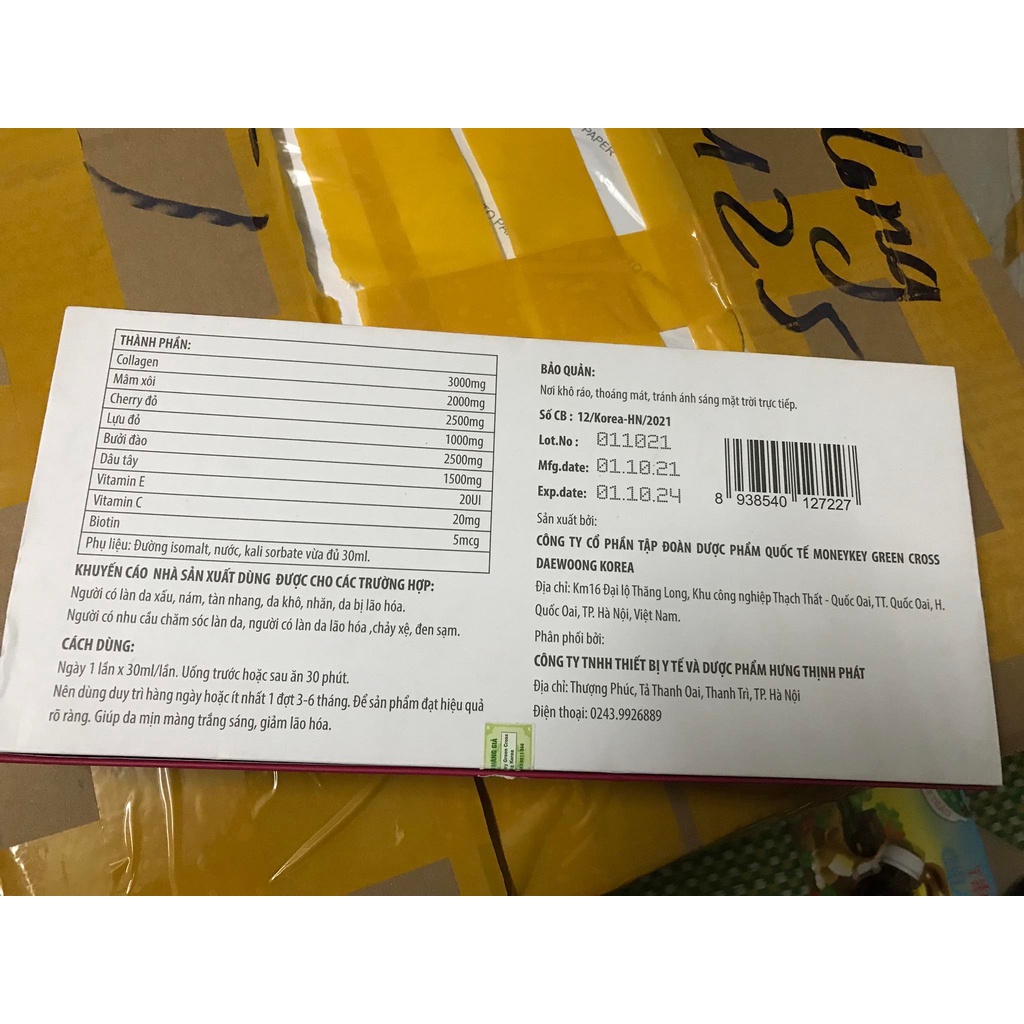 THÀNH PHẦN:
Collagen 3000mg
Mâm xôi 2000mg
Cherry đỏ 2500mg
Lựu đỏ 1000mg
Bưởi đào 2500mg
Dâu tây 1500mg
Vitamin E 20UI
Vitamin C 20mg
Biotin 5mcg
Phụ liệu: Đường isomalt, nước, kali sorbate vừa đủ 30ml.
KHUYẾN CÁO NHÀ SẢN XUẤT DÙNG ĐƯỢC CHO CÁC TRƯỜNG HỢP:
Người có làn da xấu, nám, tàn nhang, da khô, nhăn, da bị lão hóa.
Người có nhu cầu chăm sóc làn da, người có làn da lão hóa ,chảy xệ, đen sạm.
CÁCH DÙNG:
Ngày 1 lần x 30ml/lần. Uống trước hoặc sau ăn 30 phút.
Nên dùng duy trì hàng ngày hoặc ít nhất 1 đợt 3-6 tháng. Để sản phẩm đạt hiệu quả
rõ ràng. Giúp da mịn màng trắng sáng, giảm lão hóa.
BẢO QUẢN:
Nơi khô ráo, thoáng mát, tránh ánh sáng mặt trời trực tiếp.
Số CB : 12/Korea-HN/2021
Lot.No : 011021
Mfg.date: 01.10.21
Exp.date: 01.10.24
8 938540 127227
Sản xuất bởi:
CÔNG TY CỔ PHẦN TẬP ĐOÀN DƯỢC PHẨM QUỐC TẾ MONEYKEY GREEN CROSS
DAEWOONG KOREA
Địa chỉ: Km16 Đại lộ Thăng Long, Khu công nghiệp Thạch Thất - Quốc Oai, TT. Quốc Oai, H.
Quốc Oai, TP. Hà Nội, Việt Nam.
Phân phối bởi:
CÔNG TY TNHH THIẾT BỊ Y TẾ VÀ DƯỢC PHẨM HƯNG THỊNH PHÁT
Địa chỉ: Thượng Phúc, Tả Thanh Oai, Thanh Trì, TP. Hà Nội
Điện thoại: 0243.9926889
PAPER